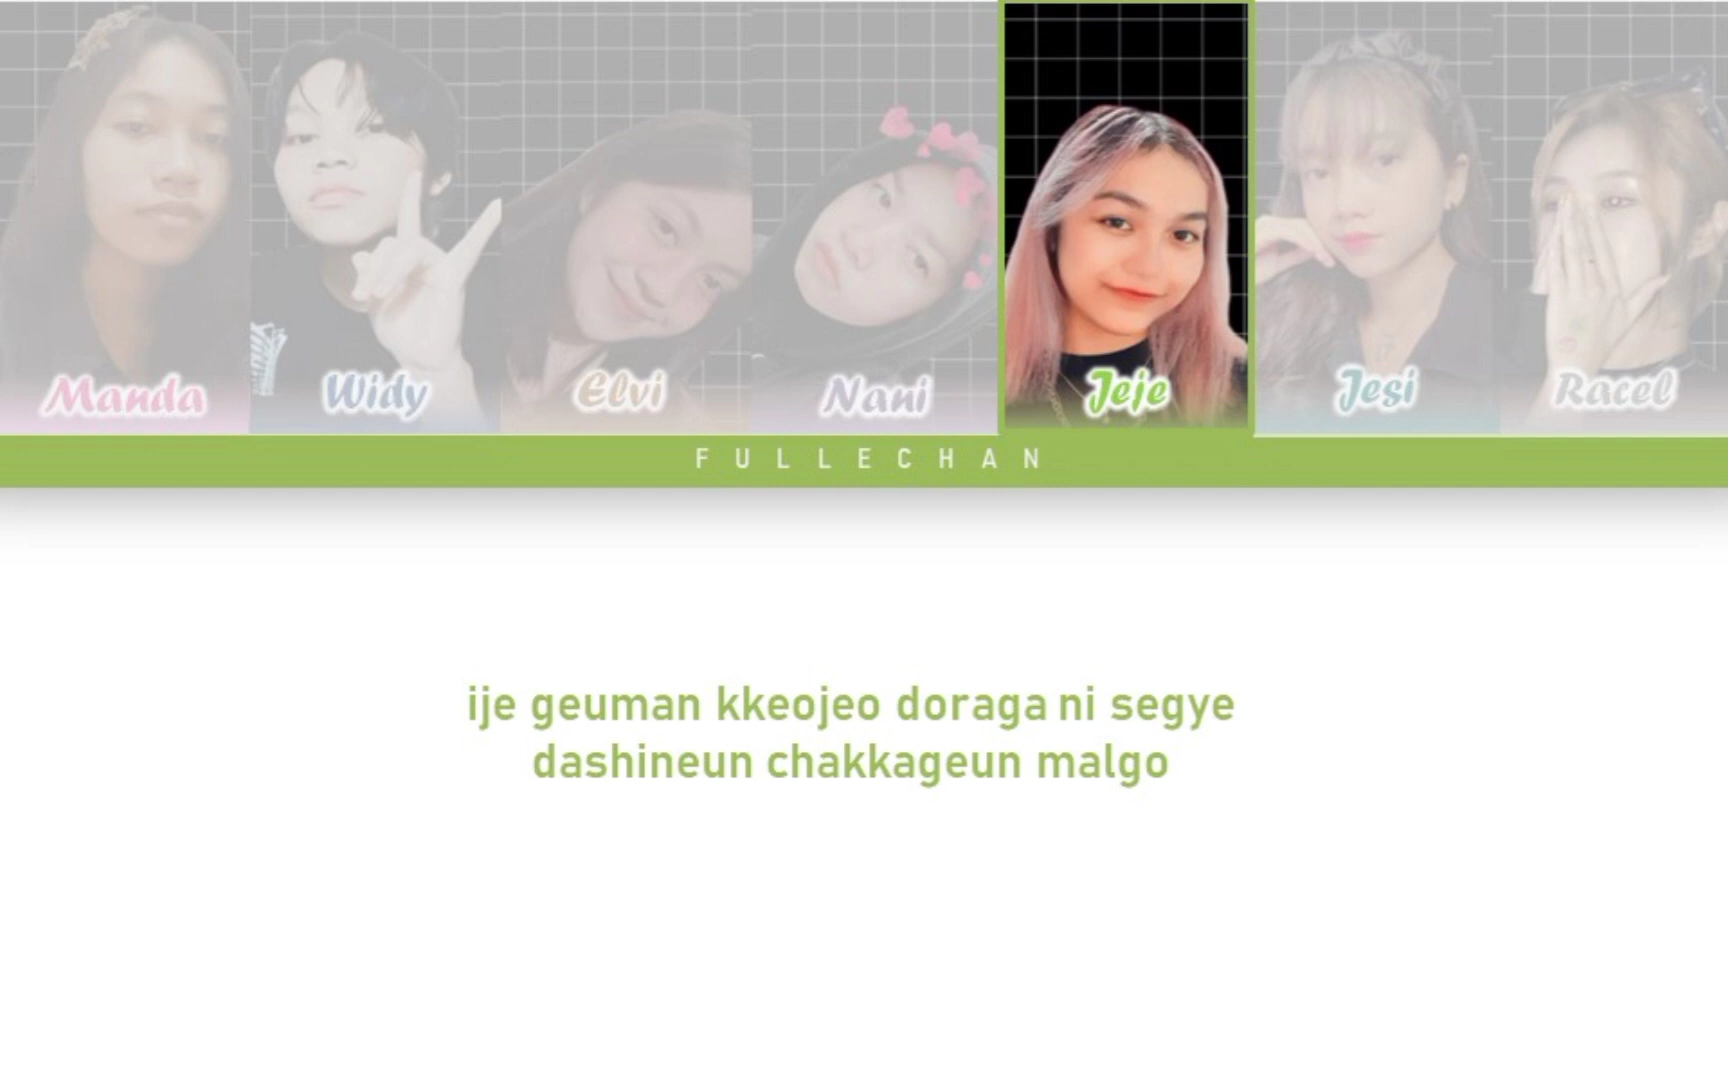 Manda
Widy
Elvi
Nani
Jeje
Jesi
Racel
FULLECHAN
ije geuman kkeojeo doraga ni segye
dashineun chakkageun malgo